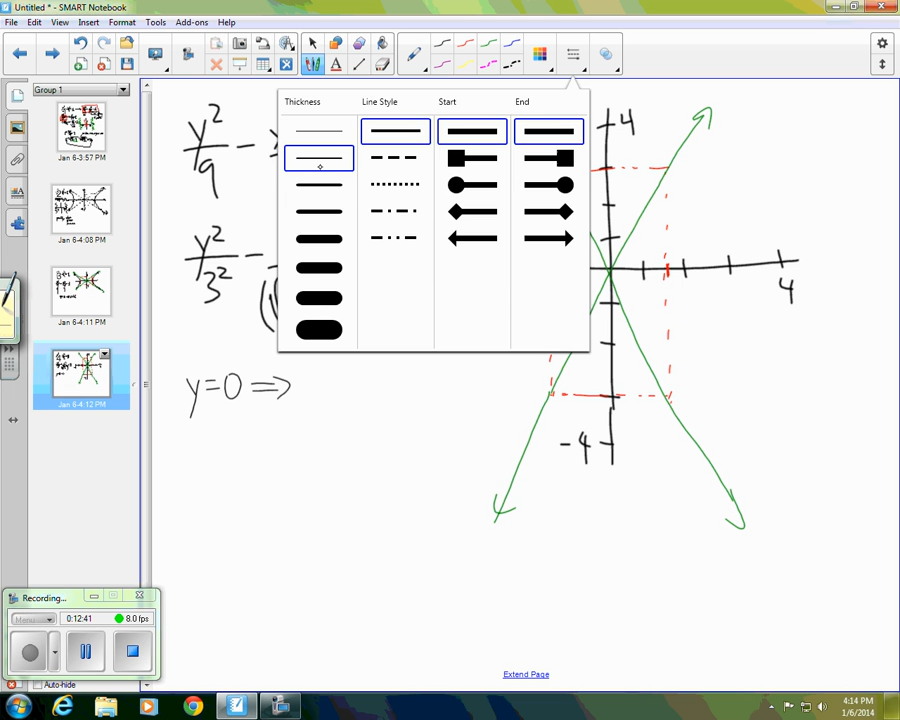 Untitled * - SMART Notebook
File Edit View Insert Format Tools Add-ons Help
Group 1
Jan 6-3:57 PM
Jan 6-4:08 PM
Jan 6-4:11 PM
Jan 6-4:12 PM
Thickness Line Style Start End
y²/9 -
y²/3² -
y=0 ⇒
4
4
-4
Recording...
Menu
0:12:41 8.0 fps
Auto-hide
Extend Page
4:14 PM
1/6/2014